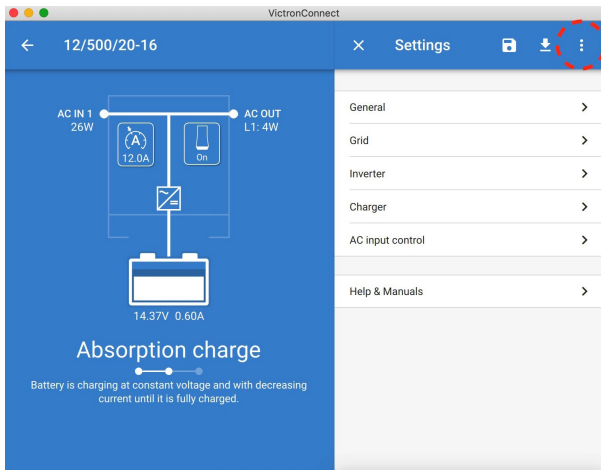 VictronConnect
12/500/20-16
Settings
AC IN 1
26W
AC OUT
L1: 4W
A
12.0A
On
14.37V 0.60A
Absorption charge
Battery is charging at constant voltage and with decreasing
current until it is fully charged.
General
Grid
Inverter
Charger
AC input control
Help & Manuals